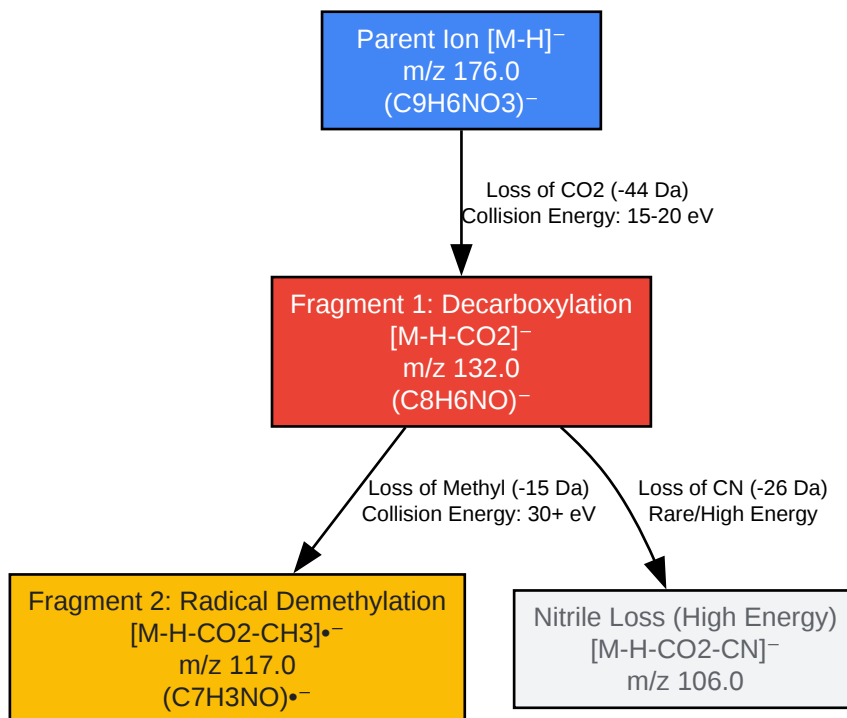 Parent Ion [M-H]⁻
m/z 176.0
(C9H6NO3)⁻
Loss of CO2 (-44 Da)
Collision Energy: 15-20 eV
Fragment 1: Decarboxylation
[M-H-CO2]⁻
m/z 132.0
(C8H6NO)⁻
Loss of Methyl (-15 Da)
Collision Energy: 30+ eV
Loss of CN (-26 Da)
Rare/High Energy
Fragment 2: Radical Demethylation
[M-H-CO2-CH3]•⁻
m/z 117.0
(C7H3NO)•⁻
Nitrile Loss (High Energy)
[M-H-CO2-CN]⁻
m/z 106.0